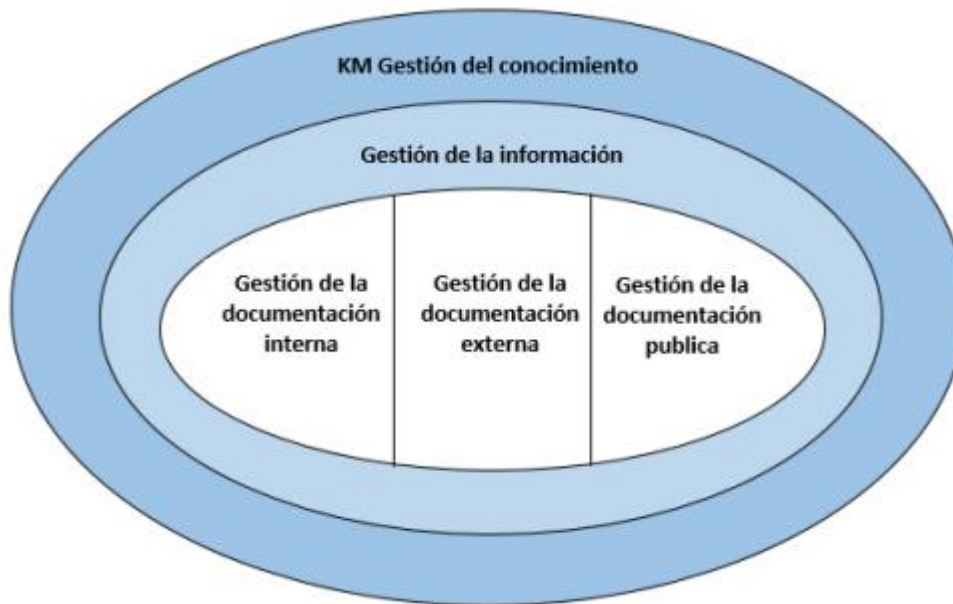 KM Gestión del conocimiento
Gestión de la información
Gestión de la
documentación
interna
Gestión de la
documentación
externa
Gestión de la
documentación
publica